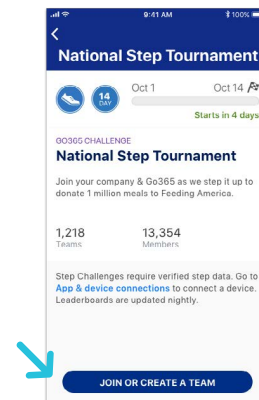 9:41 AM
100%
National Step Tournament
14
DAY
Oct 1
Oct 14
Starts in 4 days
GO365 CHALLENGE
National Step Tournament
Join your company & Go365 as we step it up to
donate 1 million meals to Feeding America.
1,218
13,354
Teams
Members
Step Challenges require verified step data. Go to
App & device connections to connect a device.
Leaderboards are updated nightly.
JOIN OR CREATE A TEAM